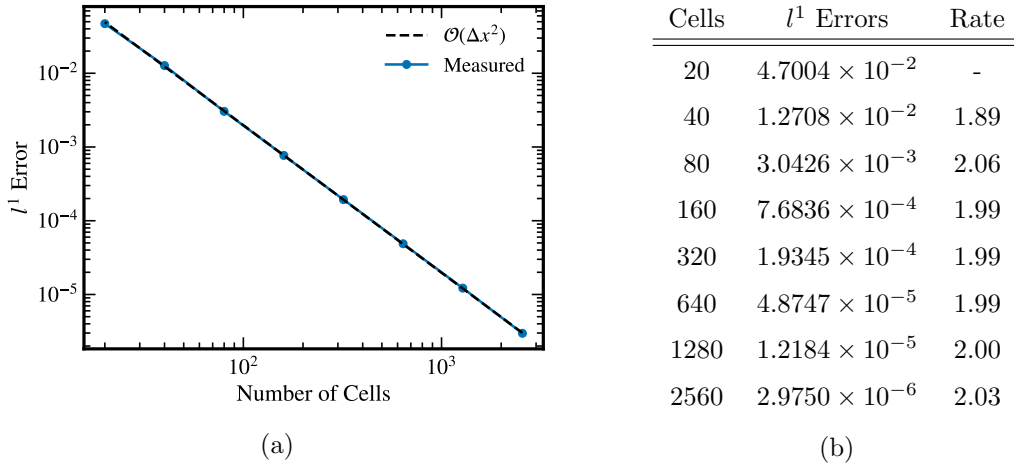 10⁻²
10⁻³
10⁻⁴
10⁻⁵
l¹ Error
10² 10³
Number of Cells
𝒪(Δx²)
Measured
(a)
Cells l¹ Errors Rate
20 4.7004 × 10⁻² -
40 1.2708 × 10⁻² 1.89
80 3.0426 × 10⁻³ 2.06
160 7.6836 × 10⁻⁴ 1.99
320 1.9345 × 10⁻⁴ 1.99
640 4.8747 × 10⁻⁵ 1.99
1280 1.2184 × 10⁻⁵ 2.00
2560 2.9750 × 10⁻⁶ 2.03
(b)